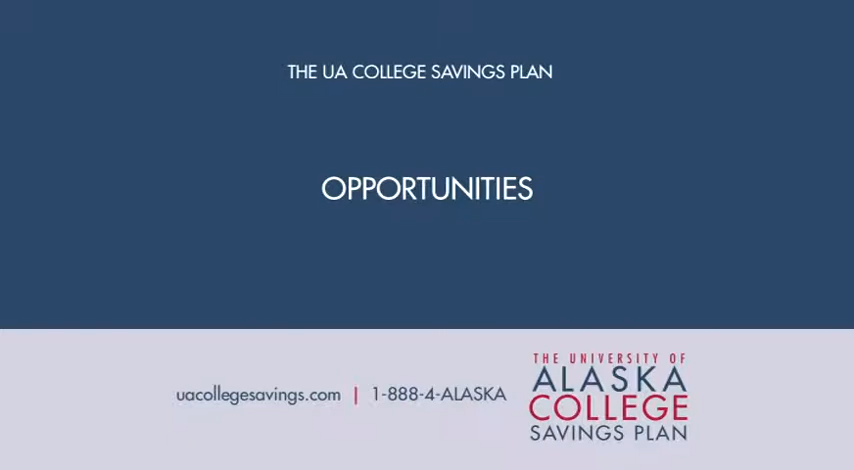 THE UA COLLEGE SAVINGS PLAN
OPPORTUNITIES
uacollegesavings.com | 1-888-4-ALASKA
THE UNIVERSITY OF
ALASKA
COLLEGE
SAVINGS PLAN